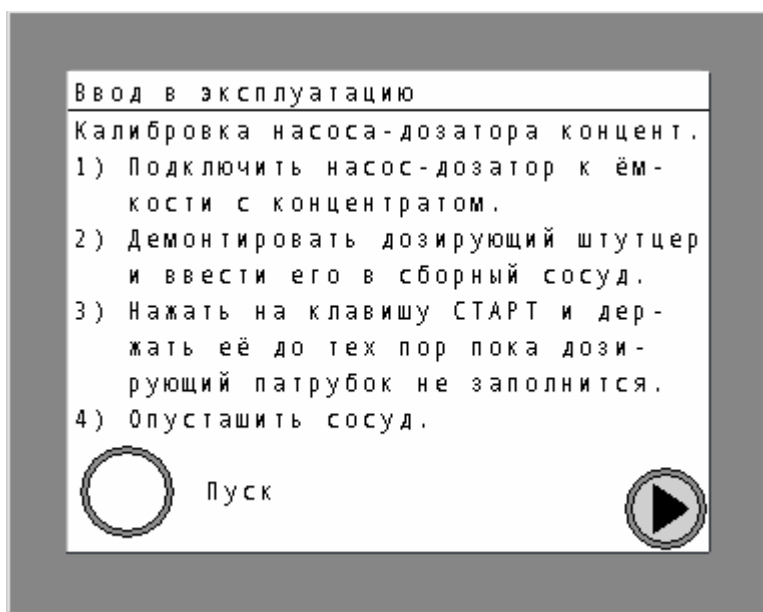 Ввод в эксплуатацию
Калибровка насоса-дозатора концент.
1) Подключить насос-дозатор к ём-
кости с концентратом.
2) Демонтировать дозирующий штутцер
и ввести его в сборный сосуд.
3) Нажать на клавишу СТАРТ и дер-
жать её до тех пор пока дози-
рующий патрубок не заполнится.
4) Опусташить сосуд.
Пуск